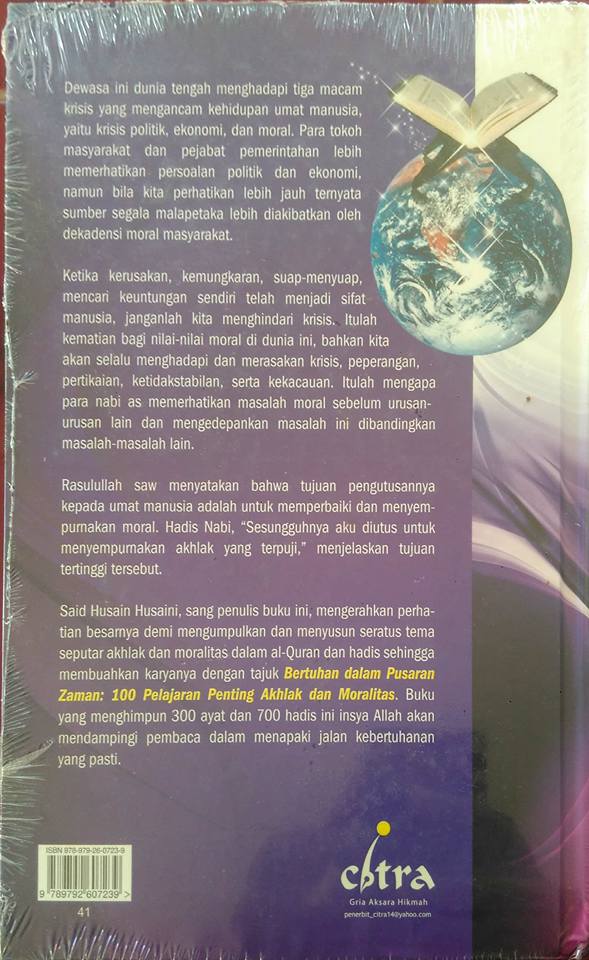 Dewasa ini dunia tengah menghadapi tiga macam
krisis yang mengancam kehidupan umat manusia,
yaitu krisis politik, ekonomi, dan moral. Para tokoh
masyarakat dan pejabat pemerintahan lebih
memerhatikan persoalan politik dan ekonomi,
namun bila kita perhatikan lebih jauh ternyata
sumber segala malapetaka lebih diakibatkan oleh
dekadensi moral masyarakat.
Ketika kerusakan, kemungkaran, suap-menyuap,
mencari keuntungan sendiri telah menjadi sifat
manusia, janganlah kita menghindari krisis. Itulah
kematian bagi nilai-nilai moral di dunia ini, bahkan kita
akan selalu menghadapi dan merasakan krisis, peperangan,
pertikaian, ketidakstabilan, serta kekacauan. Itulah mengapa
para nabi as memerhatikan masalah moral sebelum urusan-
urusan lain dan mengedepankan masalah ini dibandingkan
masalah-masalah lain.
Rasulullah saw menyatakan bahwa tujuan pengutusannya
kepada umat manusia adalah untuk memperbaiki dan menyem-
purnakan moral. Hadis Nabi, “Sesungguhnya aku diutus untuk
menyempurnakan akhlak yang terpuji,” menjelaskan tujuan
tertinggi tersebut.
Said Husain Husaini, sang penulis buku ini, mengerahkan perha-
tian besarnya demi mengumpulkan dan menyusun seratus tema
seputar akhlak dan moralitas dalam al-Quran dan hadis sehingga
membuahkan karyanya dengan tajuk Bertuhan dalam Pusaran
Zaman: 100 Pelajaran Penting Akhlak dan Moralitas. Buku
yang menghimpun 300 ayat dan 700 hadis ini insya Allah akan
mendampingi pembaca dalam menapaki jalan kebertuhanan
yang pasti.
ISBN 978-979-26-0723-9
9 789792 607239 >
41
citra
Gria Aksara Hikmah
penerbit_citra14@yahoo.com